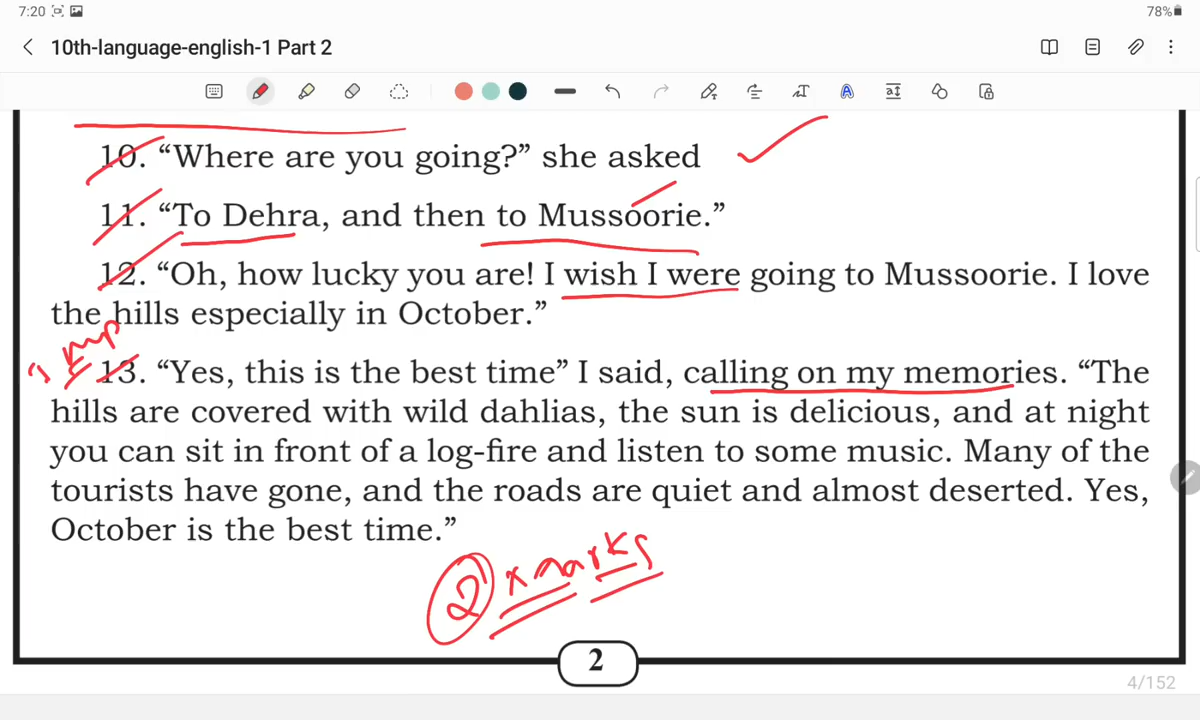 7:20
78%
10th-language-english-1 Part 2
10. “Where are you going?” she asked
11. “To Dehra, and then to Mussoorie.”
12. “Oh, how lucky you are! I wish I were going to Mussoorie. I love
the hills especially in October.”
Imp
13. “Yes, this is the best time” I said, calling on my memories. “The
hills are covered with wild dahlias, the sun is delicious, and at night
you can sit in front of a log-fire and listen to some music. Many of the
tourists have gone, and the roads are quiet and almost deserted. Yes,
October is the best time.”
2 x marks
2
4/152